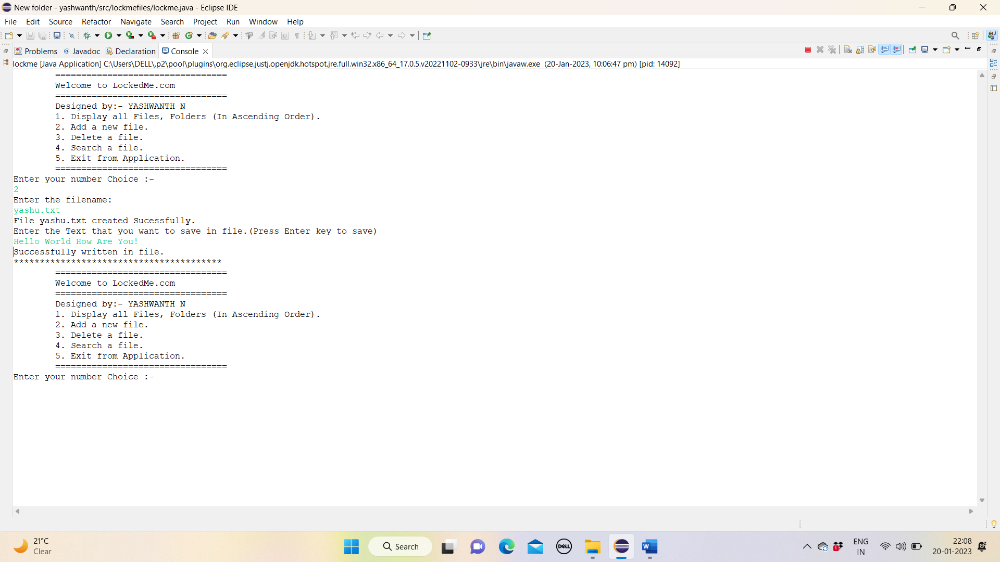 New folder - yashwanth/src/lockmefiles/lockme.java - Eclipse IDE
File Edit Source Refactor Navigate Search Project Run Window Help
Problems @ Javadoc Declaration Console
lockme [Java Application] C:\Users\DELL\.p2\pool\plugins\org.eclipse.justj.openjdk.hotspot.jre.full.win32.x86_64_17.0.5.v20221102-0933\jre\bin\javaw.exe (20-Jan-2023, 10:06:47 pm) [pid: 14092]
=================================
Welcome to LockedMe.com
=================================
Designed by:- YASHWANTH N
1. Display all Files, Folders (In Ascending Order).
2. Add a new file.
3. Delete a file.
4. Search a file.
5. Exit from Application.
=================================
Enter your number Choice :-
2
Enter the filename:
yashu.txt
File yashu.txt created Sucessfully.
Enter the Text that you want to save in file.(Press Enter key to save)
Hello World How Are You!
Successfully written in file.
****************************************
=================================
Welcome to LockedMe.com
=================================
Designed by:- YASHWANTH N
1. Display all Files, Folders (In Ascending Order).
2. Add a new file.
3. Delete a file.
4. Search a file.
5. Exit from Application.
=================================
Enter your number Choice :-
21°C
Clear
Search
DELL
W
1
ENG
IN
22:08
20-01-2023